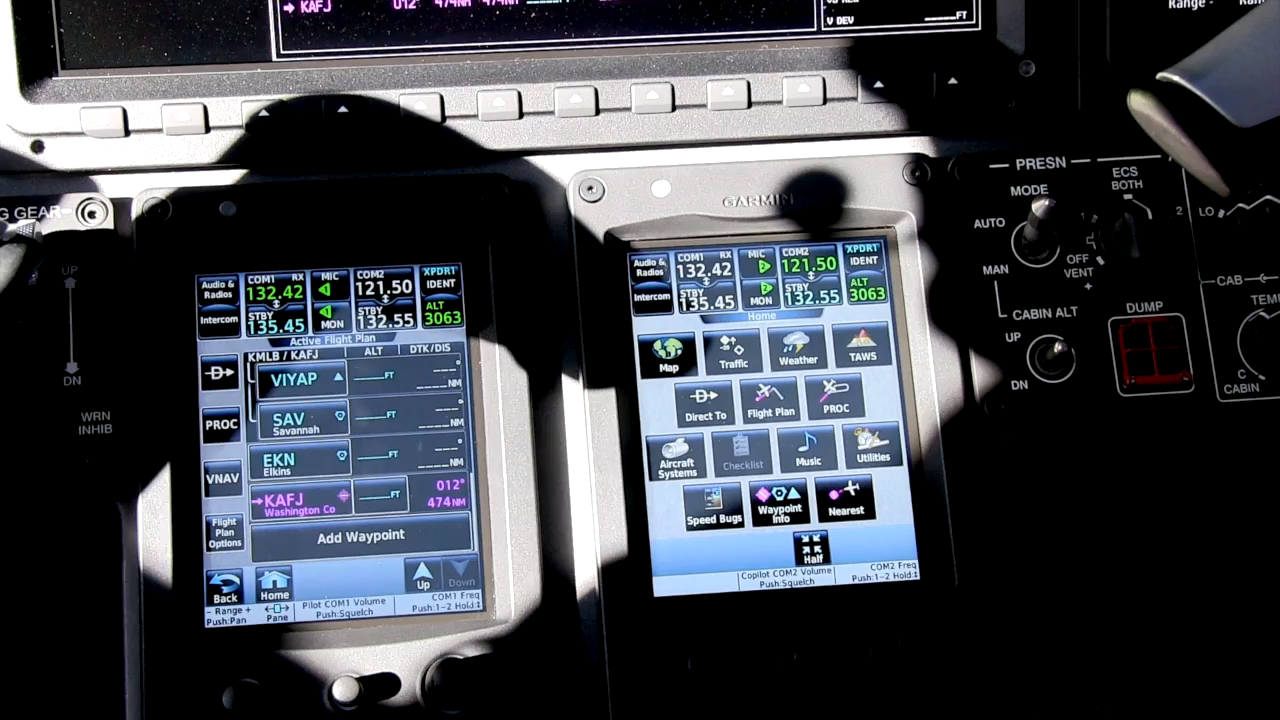 KAFJ 012° 474NM 474NM
V DEV
FT
Range -
G GEAR
UP
DN
WRN
INHIB
Audio &
Radios
Intercom
COM1 RX
132.42
STBY
135.45
MIC
MON
COM2
121.50
STBY
132.55
XPDR1
IDENT
ALT
3063
Active Flight Plan
KMLB / KAFJ
ALT
DTK/DIS
VIYAP
FT
NM
SAV
Savannah
FT
NM
EKN
Elkins
FT
NM
KAFJ
Washington Co
FT
012°
474NM
Add Waypoint
PROC
VNAV
Flight
Plan
Options
Back
Home
Up
Down
- Range +
Push:Pan
Pane
Pilot COM1 Volume
Push:Squelch
COM1 Freq
Push:1-2 Hold:↕
GARMIN
Audio &
Radios
Intercom
COM1 RX
132.42
STBY
135.45
MIC
2
2
MON
COM2
121.50
STBY
132.55
XPDR1
IDENT
ALT
3063
Home
Map
Traffic
Weather
TAWS
Direct To
Flight Plan
PROC
Aircraft
Systems
Checklist
Music
Utilities
Speed Bugs
Waypoint
Info
Nearest
Half
Copilot COM2 Volume
Push:Squelch
COM2 Freq
Push:1-2 Hold:↕
PRESN
MODE
AUTO
MAN
ECS
BOTH
2
OFF
VENT
CABIN ALT
UP
DN
DUMP
LO
CAB
TEM
C
CABIN